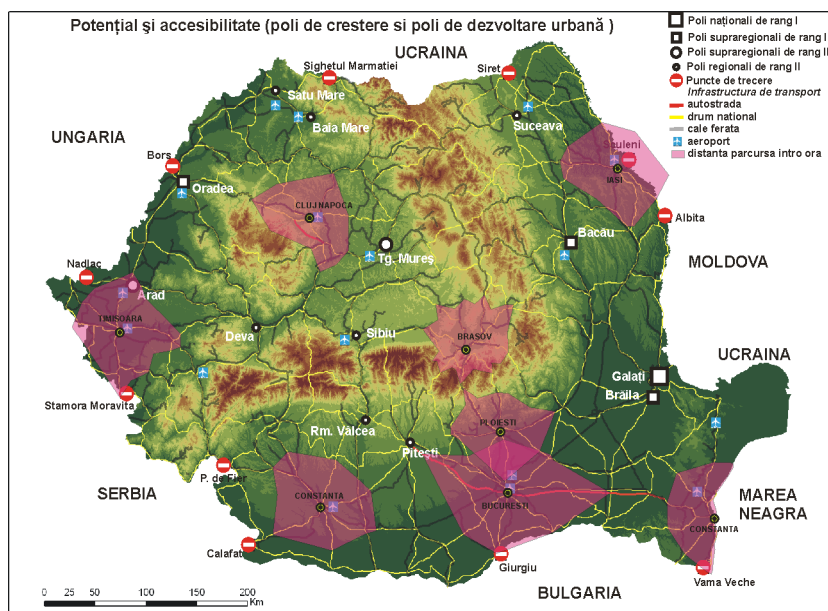 Potențial şi accesibilitate (poli de crestere si poli de dezvoltare urbană )
Poli naționali de rang I
Poli supraregionali de rang I
Poli supraregionali de rang II
Poli regionali de rang II
Puncte de trecere
Infrastructura de transport
autostrada
drum national
cale ferata
aeroport
distanta parcursa intro ora
UCRAINA
Sighetul Marmatiei
Siret
Satu Mare
Baia Mare
Suceava
UNGARIA
Bors
Oradea
CLUJ NAPOCA
IASI
Albita
Bacău
Tg. Mureş
MOLDOVA
Nadlac
Arad
TIMISOARA
Deva
Sibiu
BRASOV
UCRAINA
Galaţi
Brăila
Stamora Moravita
Rm. Vâlcea
PLOIESTI
Piteşti
P. de Fier
SERBIA
CONSTANTA
BUCURESTI
CONSTANTA
MAREA
NEAGRA
Calafat
Giurgiu
Vama Veche
BULGARIA
0 25 50 100 150 200
Km